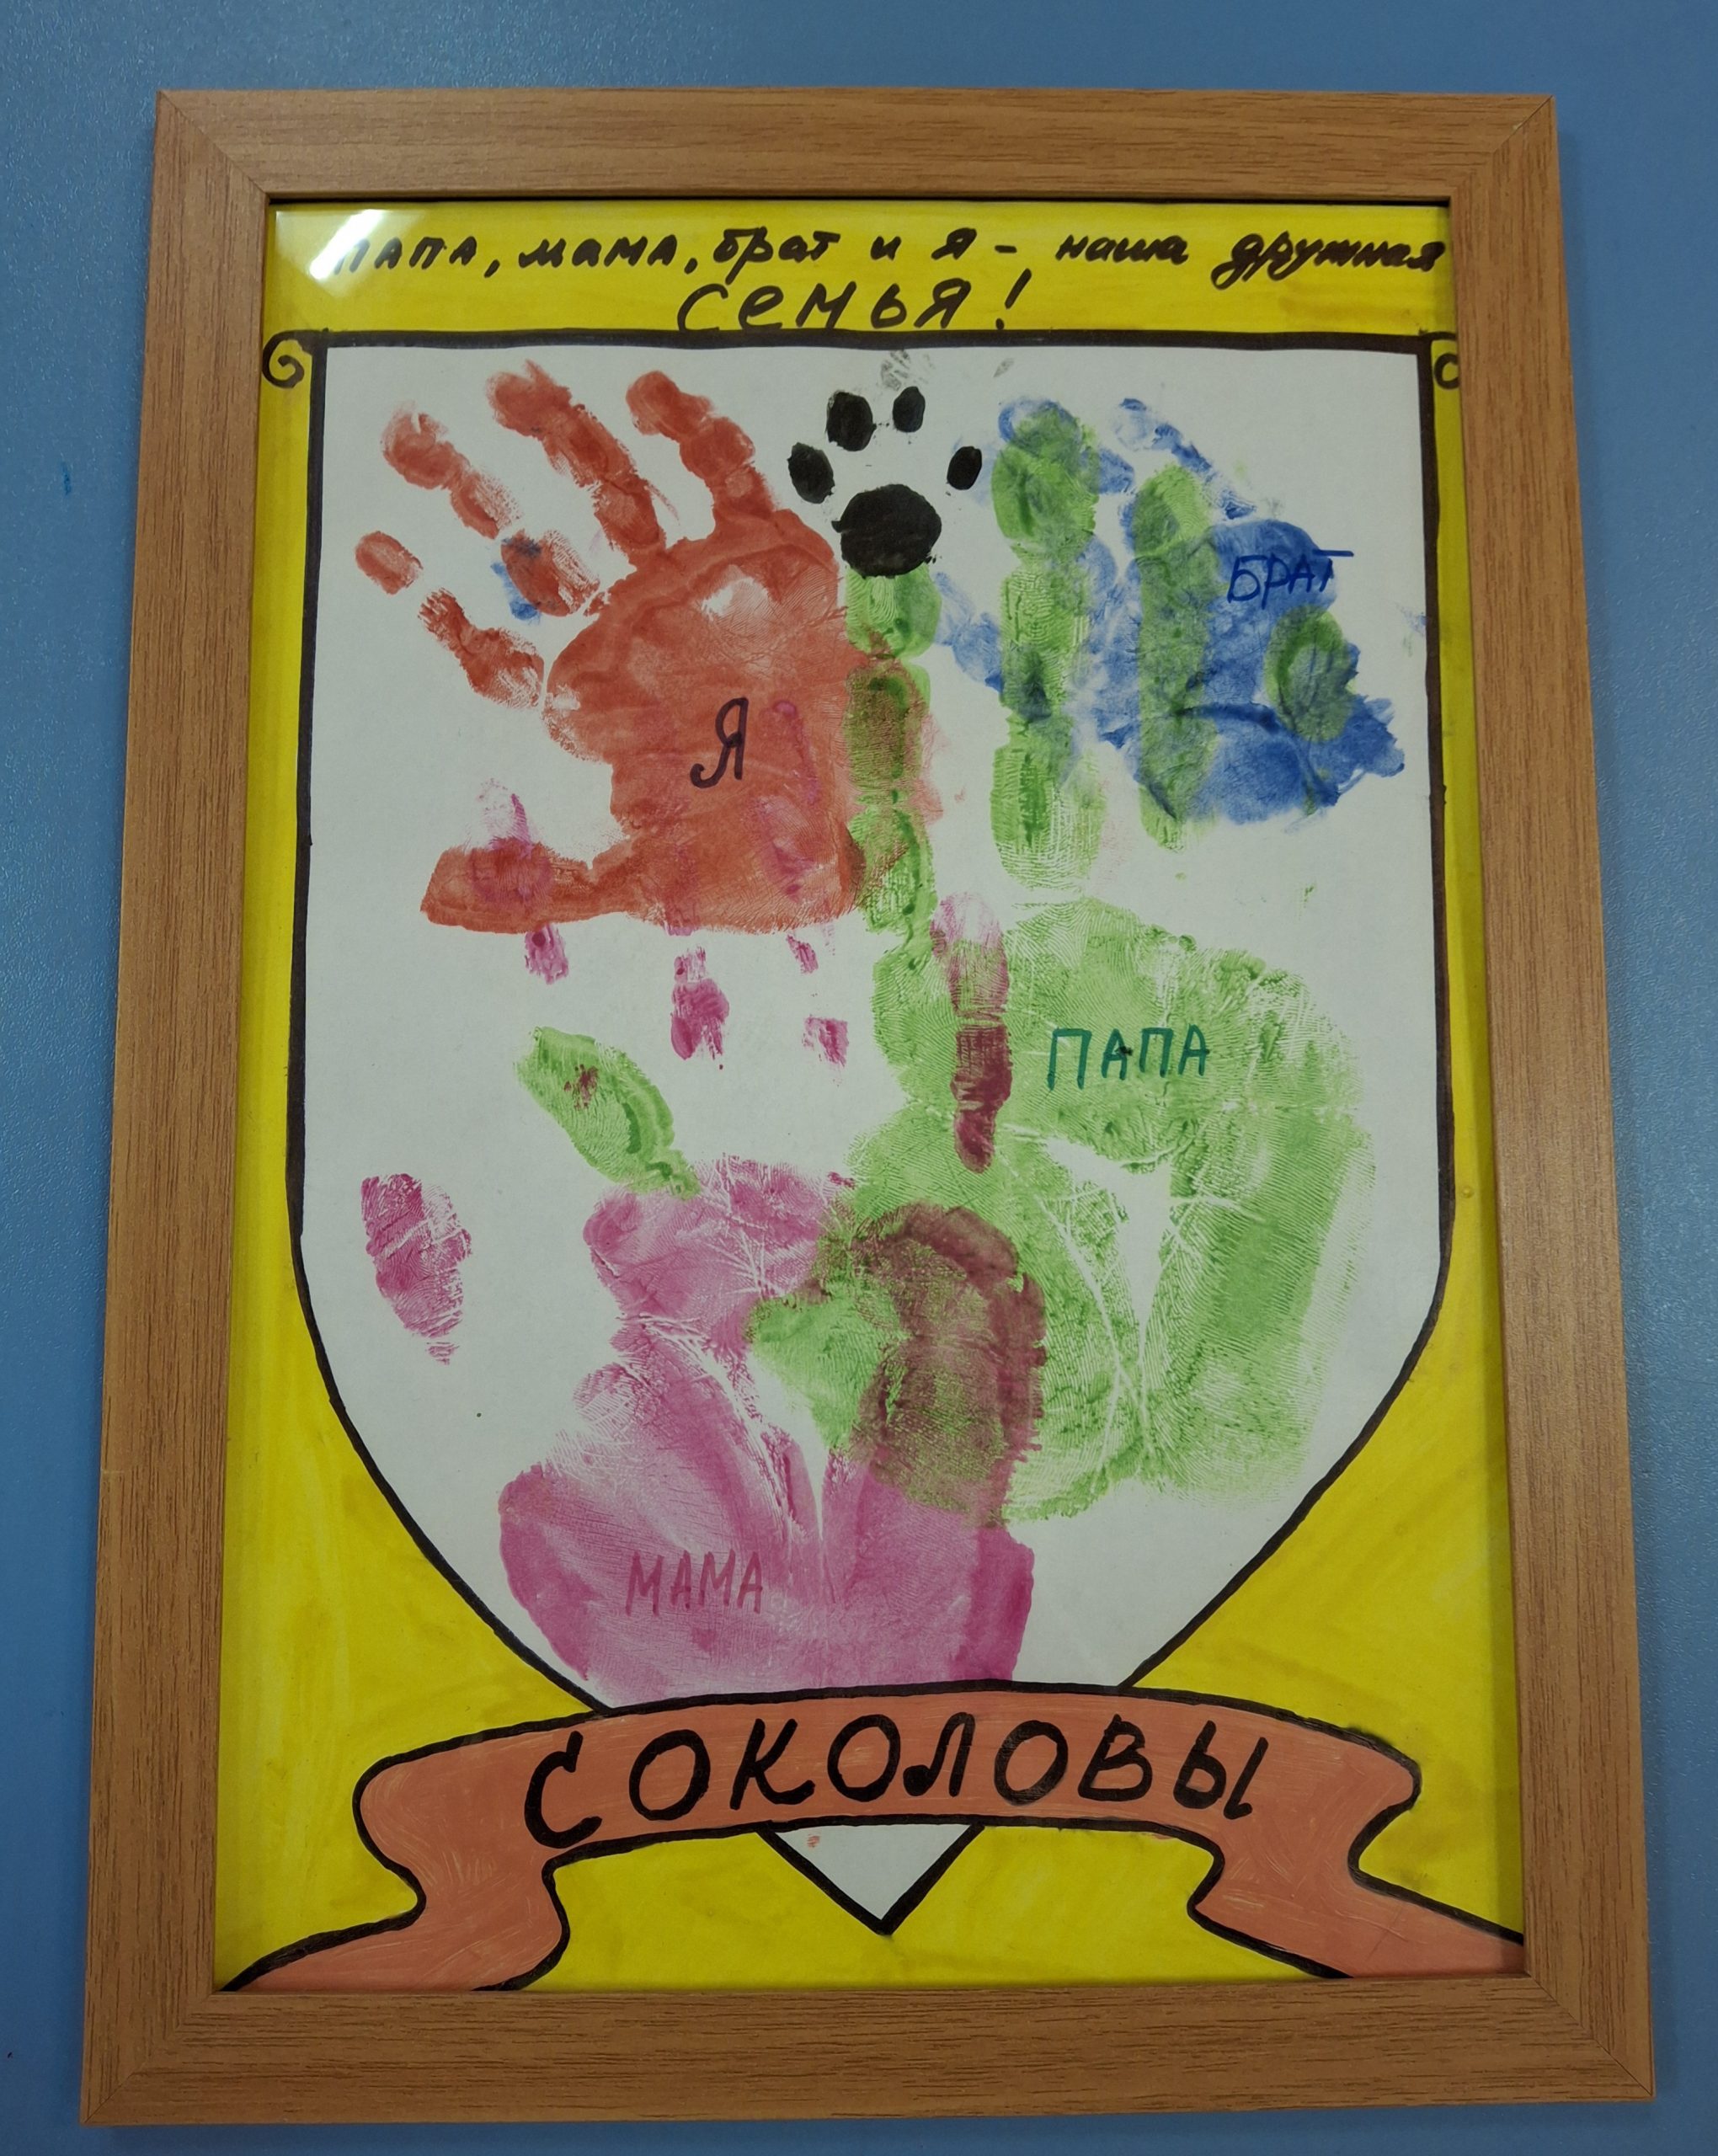 ПАПА, мама, брат и я - наша дружная
семья!
БРАТ
Я
ПАПА
МАМА
СОКОЛОВЫ